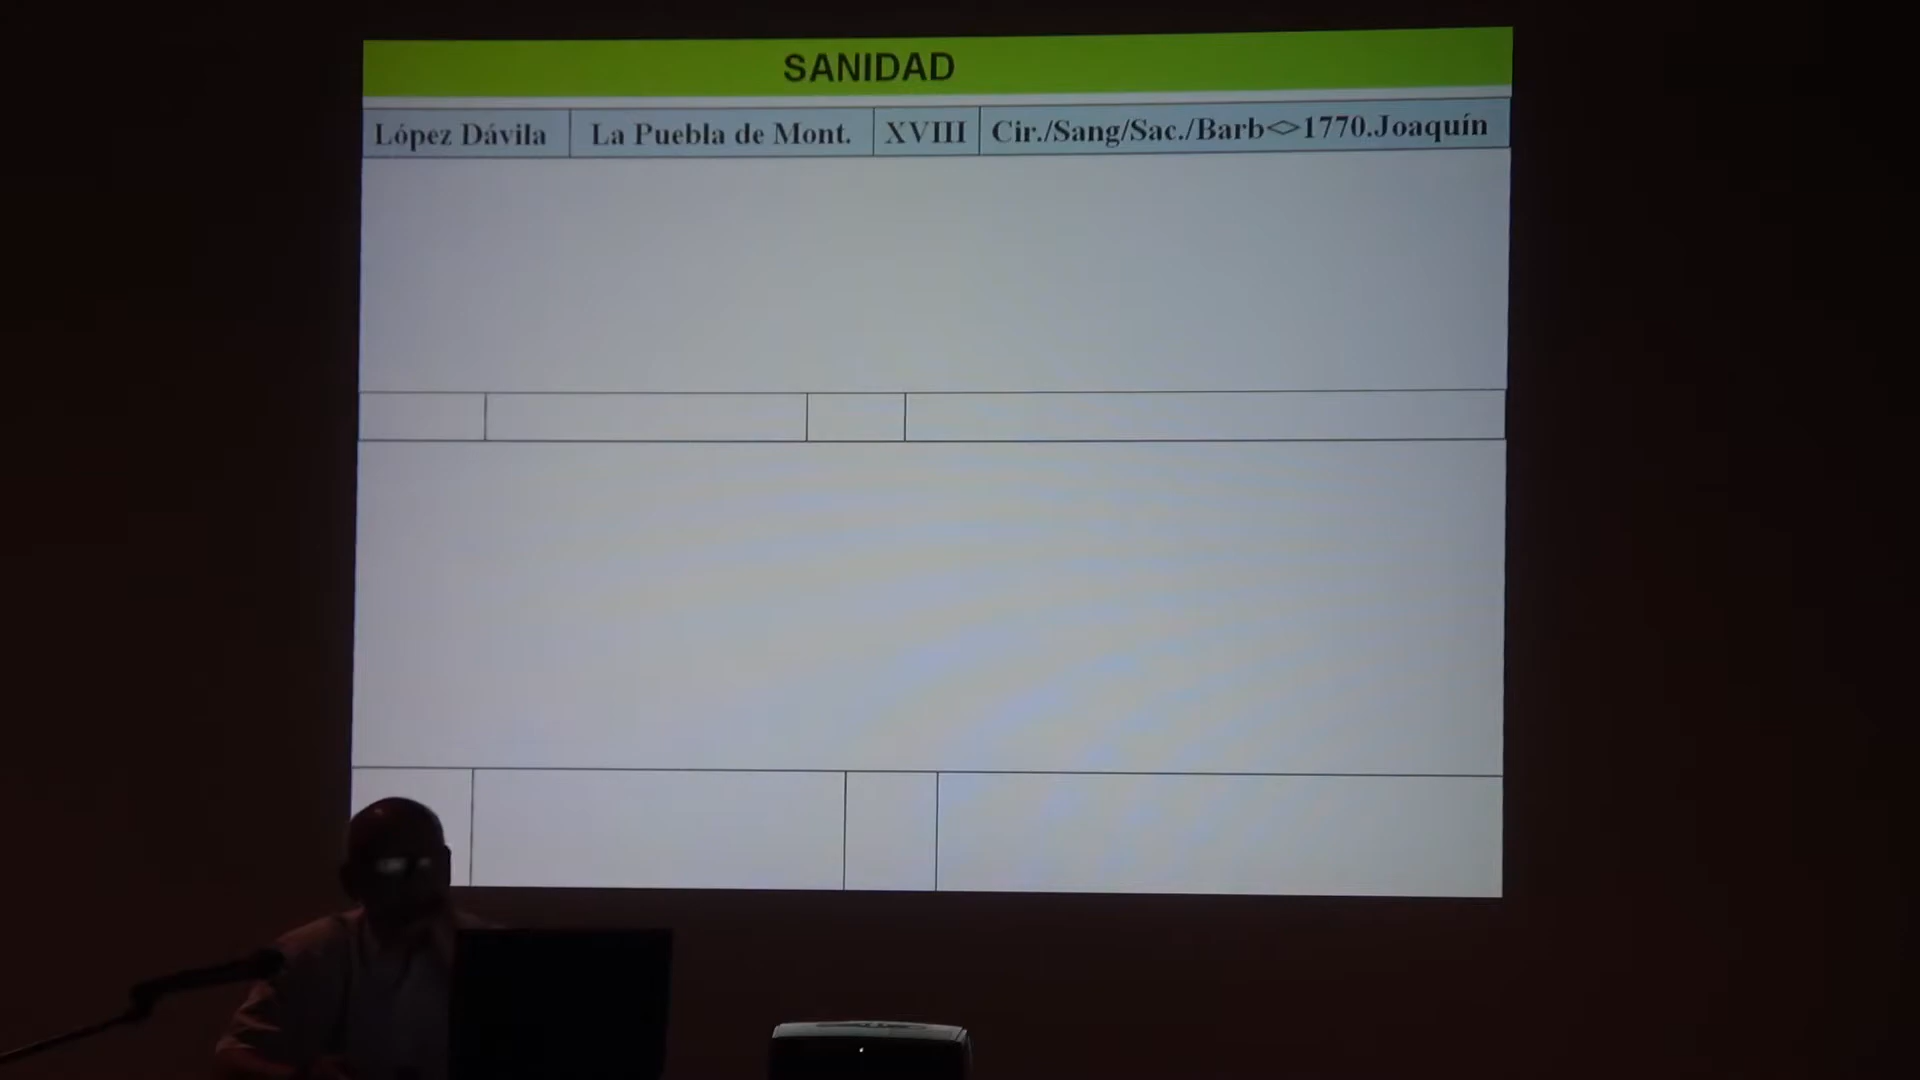 SANIDAD
López Dávila La Puebla de Mont. XVIII Cir./Sang/Sac./Barb<>1770.Joaquín